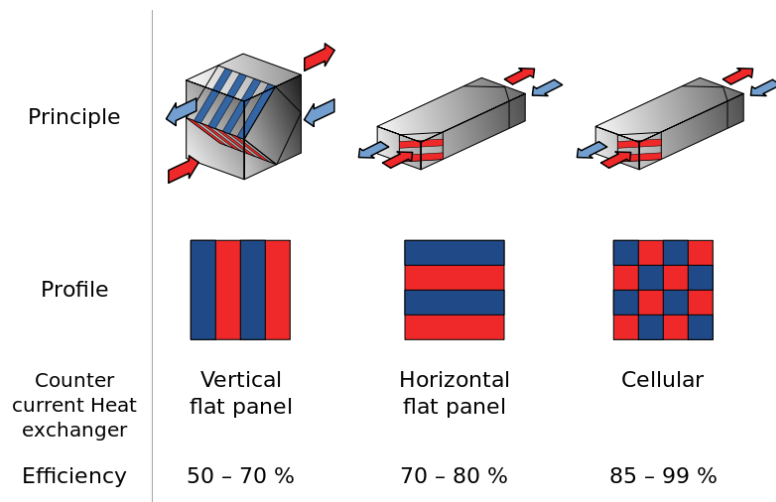 Principle
Profile
Counter
current Heat
exchanger
Vertical
flat panel
Horizontal
flat panel
Cellular
Efficiency
50 – 70 %
70 – 80 %
85 – 99 %